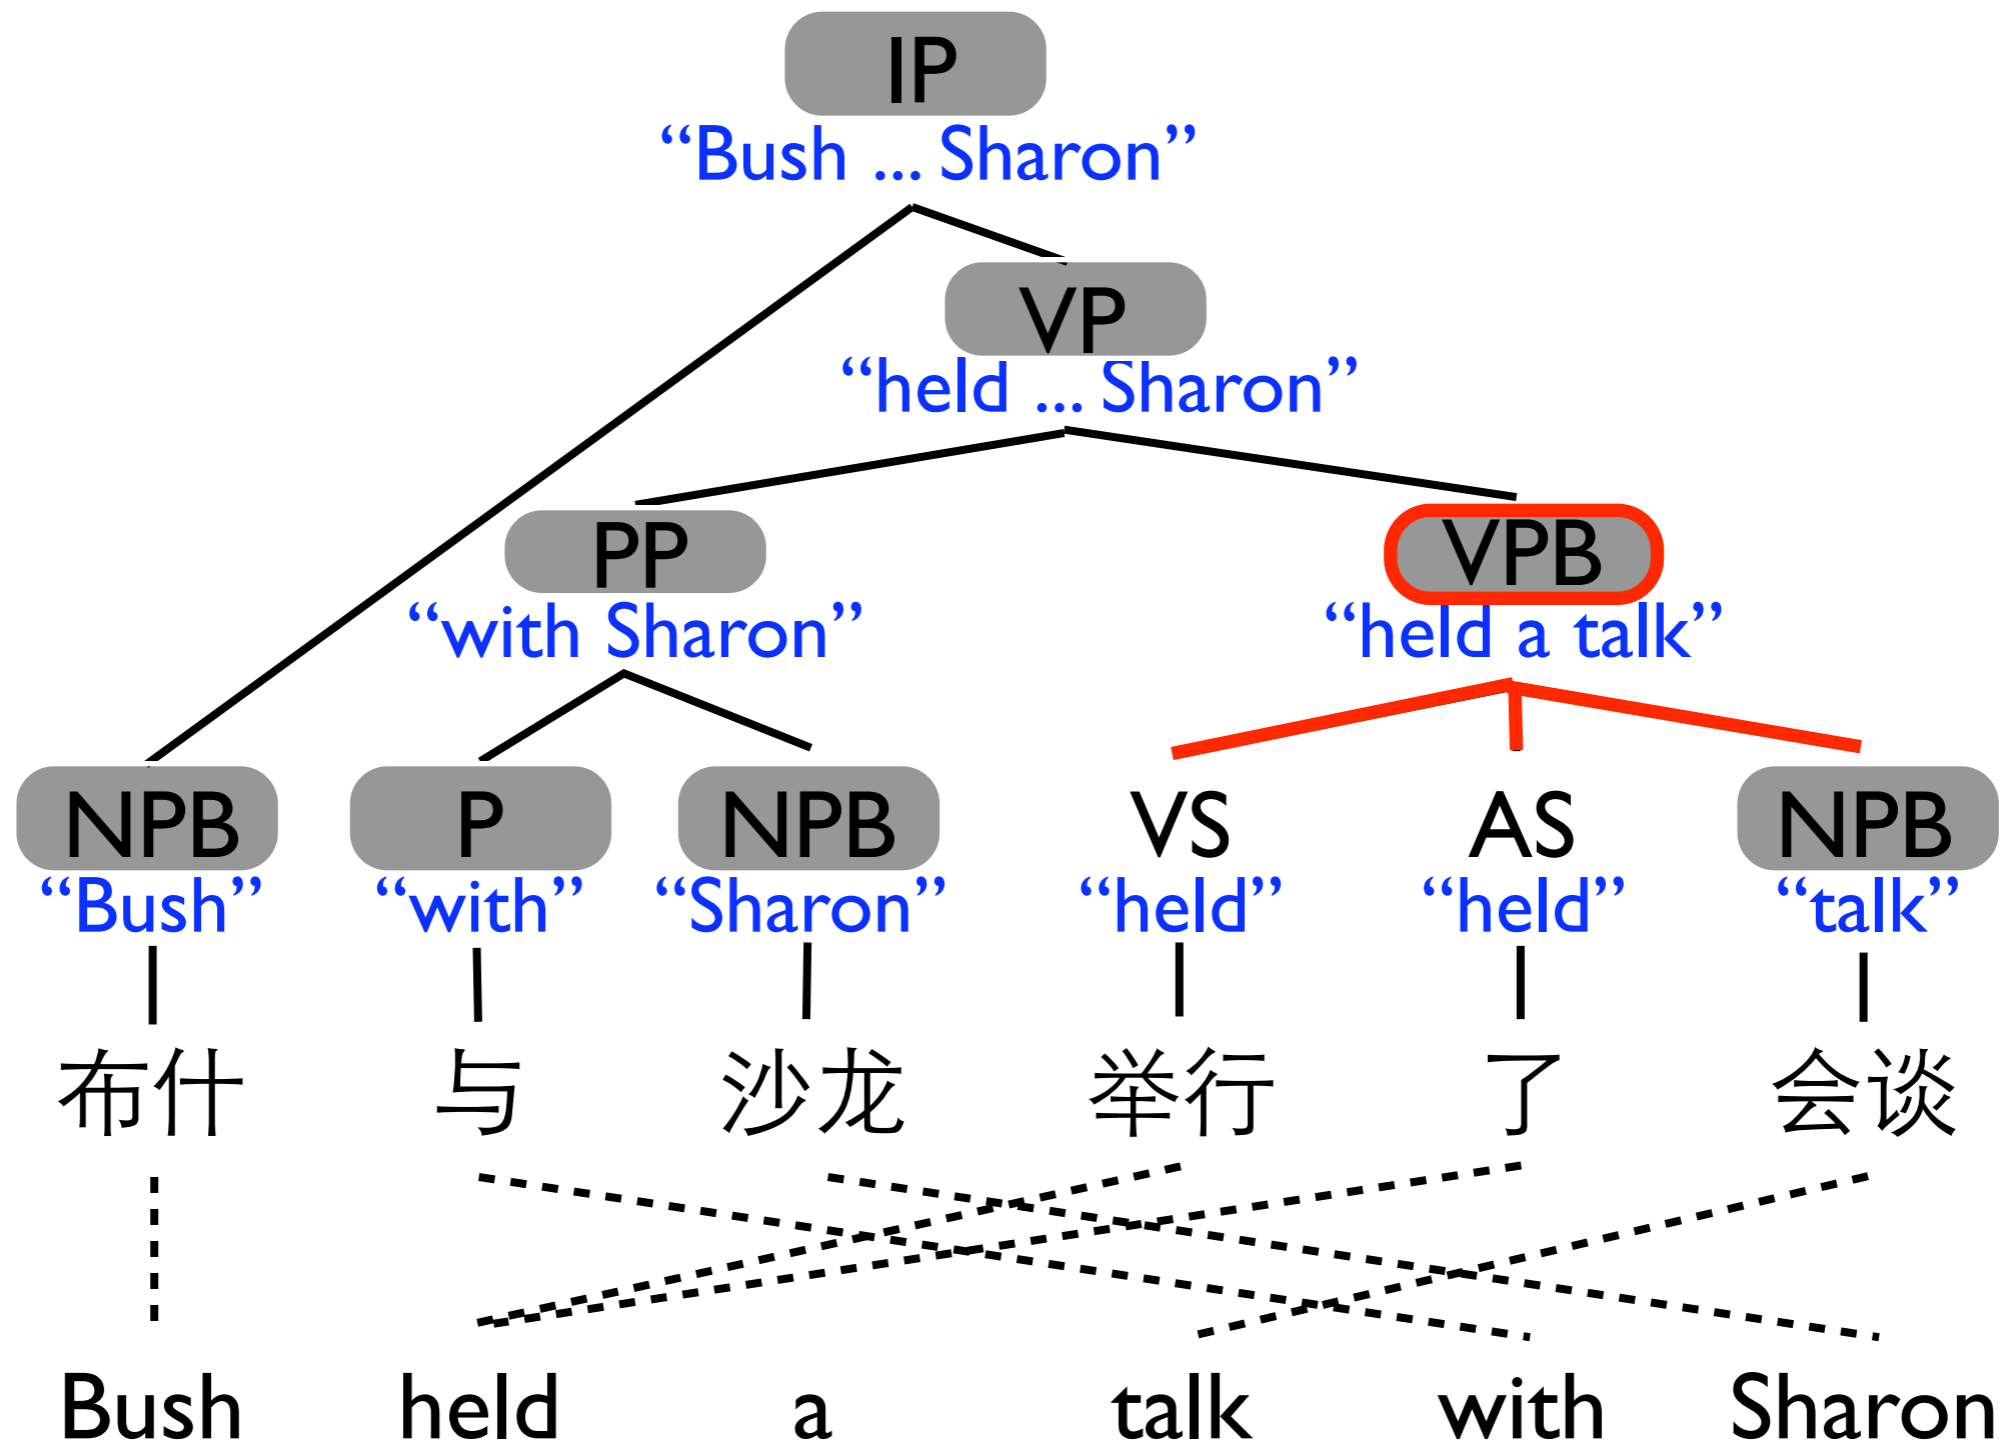 IP
“Bush ... Sharon”
VP
“held ... Sharon”
PP VPB
“with Sharon” “held a talk”
NPB P NPB VS AS NPB
“Bush” “with” “Sharon” “held” “held” “talk”
布什 与 沙龙 举行 了 会谈
Bush held a talk with Sharon